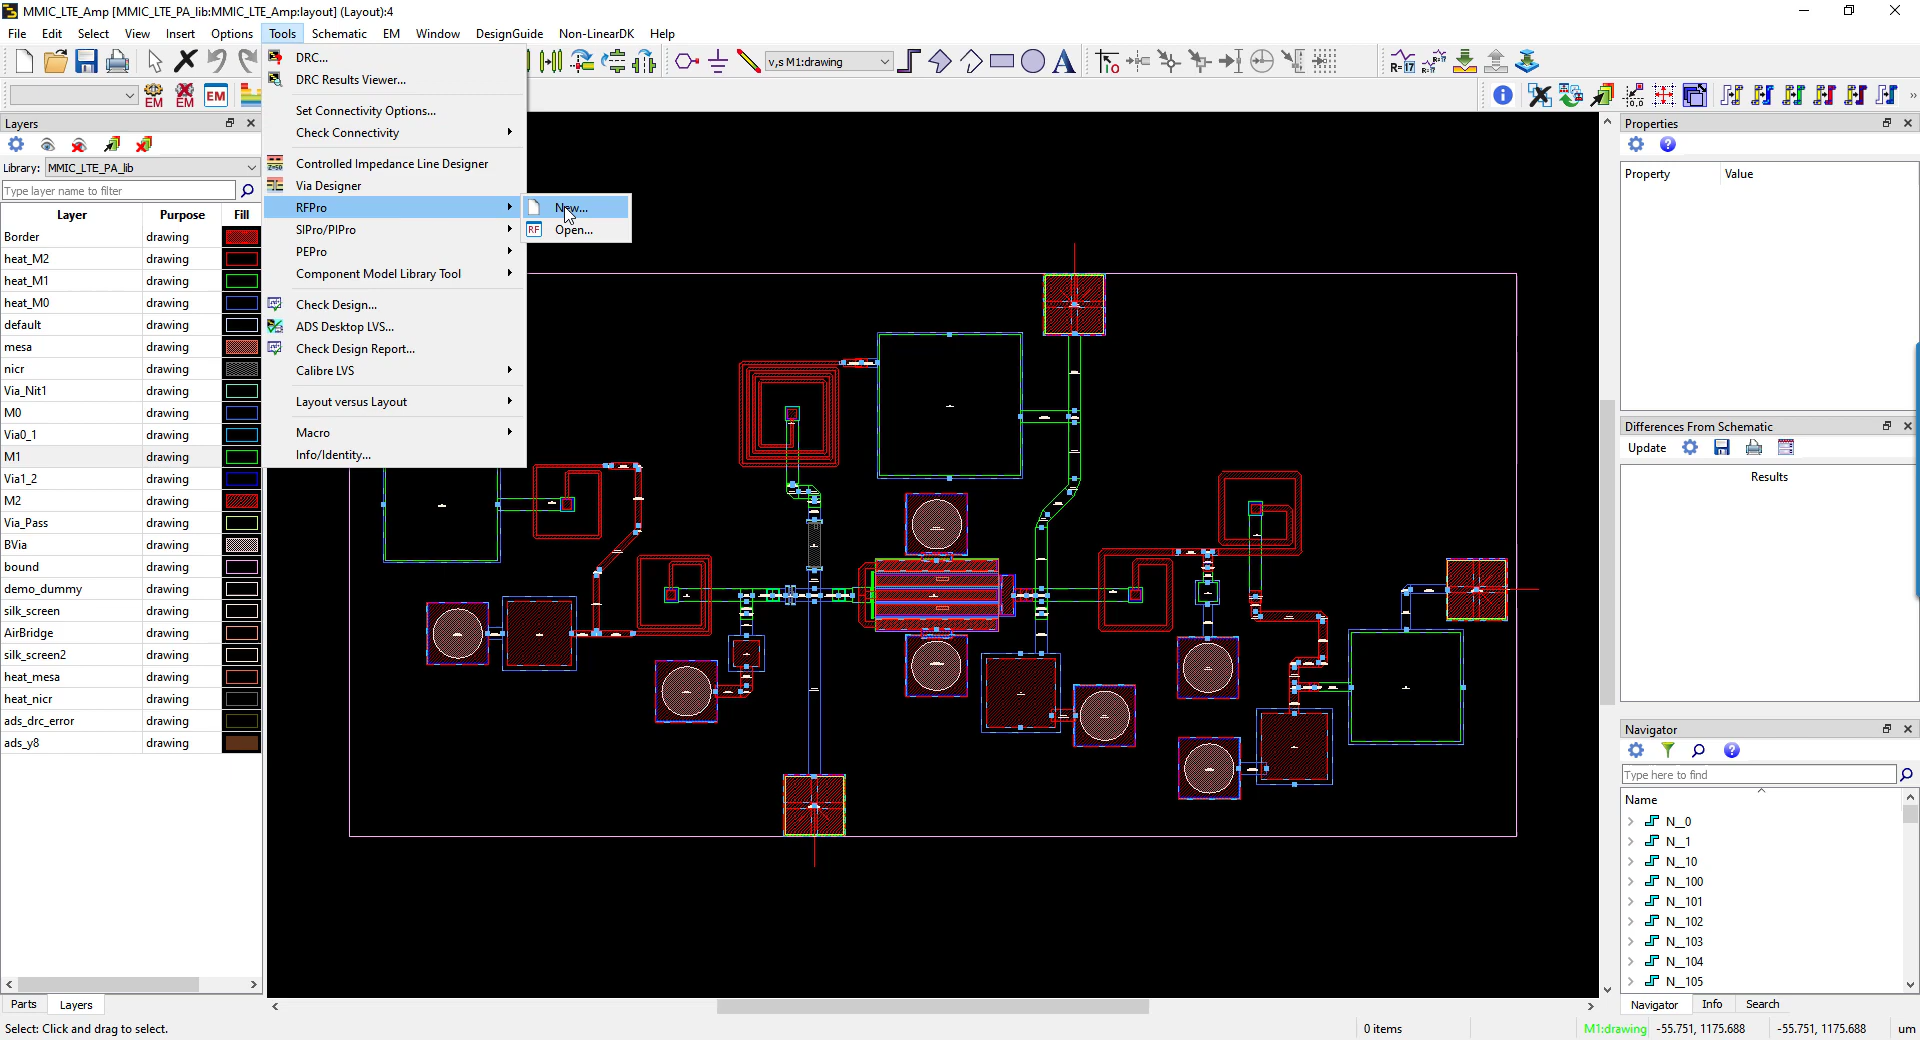 MMIC_LTE_Amp [MMIC_LTE_PA_lib:MMIC_LTE_Amp:layout] (Layout):4
File Edit Select View Insert Options Tools Schematic EM Window DesignGuide Non-LinearDK Help
v,s M1:drawing
EM EM EM
Layers
Library: MMIC_LTE_PA_lib
Type layer name to filter
Layer Purpose Fill
Border drawing
heat_M2 drawing
heat_M1 drawing
heat_M0 drawing
default drawing
mesa drawing
nicr drawing
Via_Nit1 drawing
M0 drawing
Via0_1 drawing
M1 drawing
Via1_2 drawing
M2 drawing
Via_Pass drawing
BVia drawing
bound drawing
demo_dummy drawing
silk_screen drawing
AirBridge drawing
silk_screen2 drawing
heat_mesa drawing
heat_nicr drawing
ads_drc_error drawing
ads_y8 drawing
Parts Layers
DRC...
DRC Results Viewer...
Set Connectivity Options...
Check Connectivity
Controlled Impedance Line Designer
Via Designer
RFPro
SIPro/PIPro
PEPro
Component Model Library Tool
Check Design...
ADS Desktop LVS...
Check Design Report...
Calibre LVS
Layout versus Layout
Macro
Info/Identity...
New...
RF Open...
Properties
Property Value
Differences From Schematic
Update
Results
Navigator
Type here to find
Name
N__0
N__1
N__10
N__100
N__101
N__102
N__103
N__104
N__105
Navigator Info Search
Select: Click and drag to select.
0 items
M1:drawing -55.751, 1175.688 -55.751, 1175.688 um